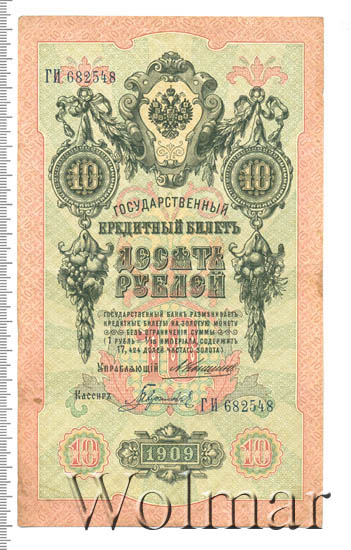 ГИ 682548
10 10
ГОСУДАРСТВЕННЫЙ
КРЕДИТНЫЙ БИЛЕТЪ
ДЕСЯТЬ
РУБЛЕЙ
ГОСУДАРСТВЕННЫЙ БАНКЪ РАЗМѢНИВАЕТЪ
КРЕДИТНЫЕ БИЛЕТЫ НА ЗОЛОТУЮ МОНЕТУ
БЕЗЪ ОГРАНИЧЕНІЯ СУММЫ
(1 РУБЛЬ = 1/15 ИМПЕРІАЛА, СОДЕРЖИТЪ
17,424 ДОЛЕЙ ЧИСТАГО ЗОЛОТА)
УПРАВЛЯЮЩІЙ
Кассиръ
ГИ 682548
10 1909 10
Wolmar